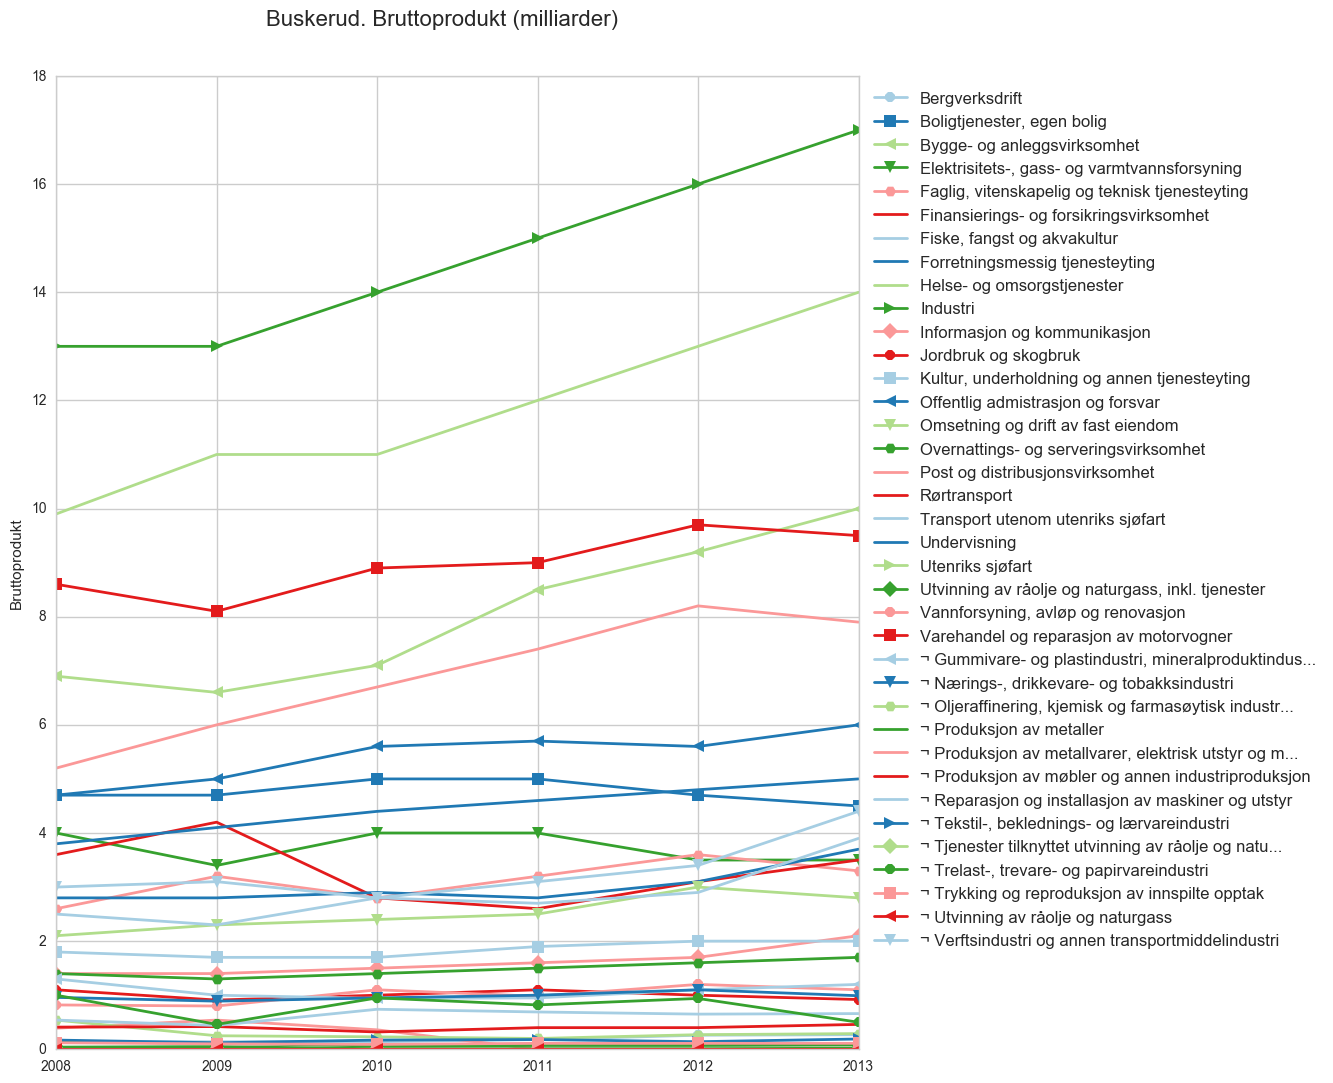 Buskerud. Bruttoprodukt (milliarder)
18
16
14
12
10
8
6
4
2
0
Bruttoprodukt
2008
2009
2010
2011
2012
2013
Bergverksdrift
Boligtjenester, egen bolig
Bygge- og anleggsvirksomhet
Elektrisitets-, gass- og varmtvannsforsyning
Faglig, vitenskapelig og teknisk tjenesteyting
Finansierings- og forsikringsvirksomhet
Fiske, fangst og akvakultur
Forretningsmessig tjenesteyting
Helse- og omsorgstjenester
Industri
Informasjon og kommunikasjon
Jordbruk og skogbruk
Kultur, underholdning og annen tjenesteyting
Offentlig admistrasjon og forsvar
Omsetning og drift av fast eiendom
Overnattings- og serveringsvirksomhet
Post og distribusjonsvirksomhet
Rørtransport
Transport utenom utenriks sjøfart
Undervisning
Utenriks sjøfart
Utvinning av råolje og naturgass, inkl. tjenester
Vannforsyning, avløp og renovasjon
Varehandel og reparasjon av motorvogner
¬ Gummivare- og plastindustri, mineralproduktindus...
¬ Nærings-, drikkevare- og tobakksindustri
¬ Oljeraffinering, kjemisk og farmasøytisk industr...
¬ Produksjon av metaller
¬ Produksjon av metallvarer, elektrisk utstyr og m...
¬ Produksjon av møbler og annen industriproduksjon
¬ Reparasjon og installasjon av maskiner og utstyr
¬ Tekstil-, beklednings- og lærvareindustri
¬ Tjenester tilknyttet utvinning av råolje og natu...
¬ Trelast-, trevare- og papirvareindustri
¬ Trykking og reproduksjon av innspilte opptak
¬ Utvinning av råolje og naturgass
¬ Verftsindustri og annen transportmiddelindustri